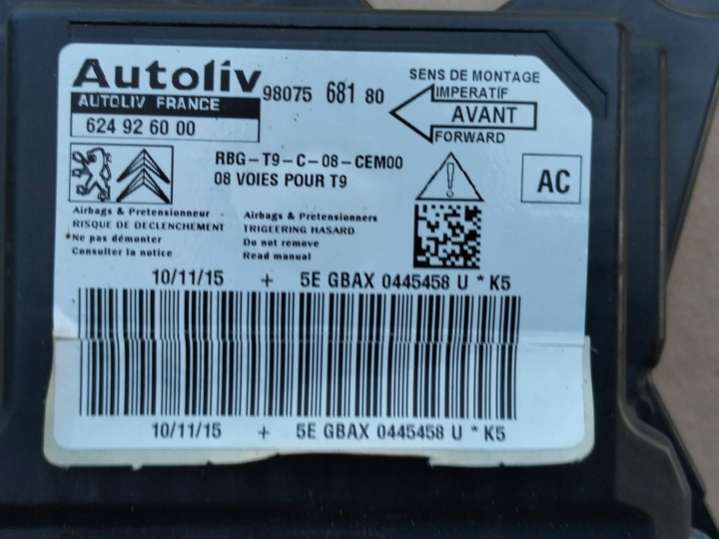 Autoliv
AUTOLIV FRANCE
624 92 60 00
98075 681 80
SENS DE MONTAGE
IMPERATIF
AVANT
FORWARD
RBG-T9-C-08-CEM00
08 VOIES POUR T9
AC
Airbags & Pretensionneur
RISQUE DE DECLENCHEMENT
*Ne pas démonter
Consulter la notice
Airbags & Pretensionners
TRIGEERING HASARD
Do not remove
Read manual
10/11/15 + 5E GBAX 0445458 U * K5
10/11/15 + 5E GBAX 0445458 U * K5